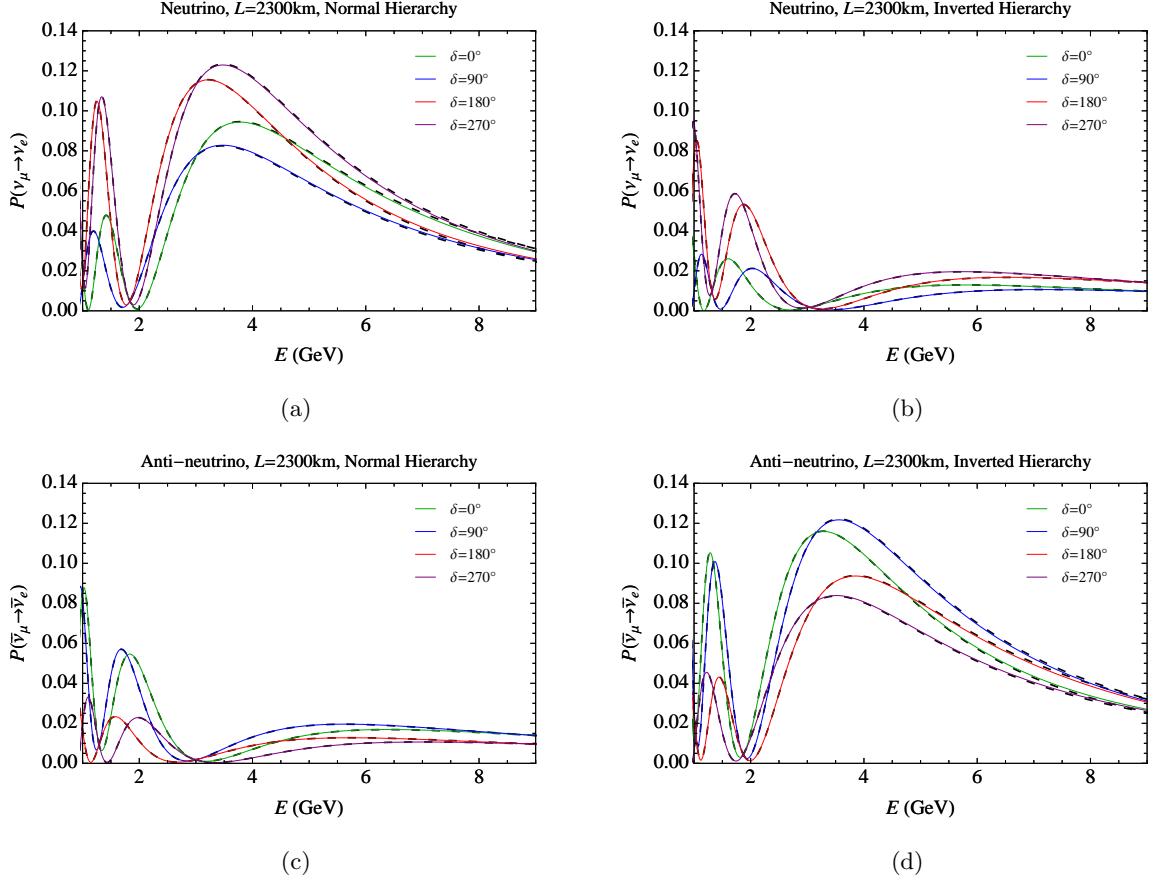 Neutrino, L=2300km, Normal Hierarchy
P(νμ→νe)
0.14
0.12
0.10
0.08
0.06
0.04
0.02
0.00
δ=0°
δ=90°
δ=180°
δ=270°
2 4 6 8
E (GeV)
(a)
Neutrino, L=2300km, Inverted Hierarchy
P(νμ→νe)
0.14
0.12
0.10
0.08
0.06
0.04
0.02
0.00
δ=0°
δ=90°
δ=180°
δ=270°
2 4 6 8
E (GeV)
(b)
Anti−neutrino, L=2300km, Normal Hierarchy
P(ν̄μ→ν̄e)
0.14
0.12
0.10
0.08
0.06
0.04
0.02
0.00
δ=0°
δ=90°
δ=180°
δ=270°
2 4 6 8
E (GeV)
(c)
Anti−neutrino, L=2300km, Inverted Hierarchy
P(ν̄μ→ν̄e)
0.14
0.12
0.10
0.08
0.06
0.04
0.02
0.00
δ=0°
δ=90°
δ=180°
δ=270°
2 4 6 8
E (GeV)
(d)